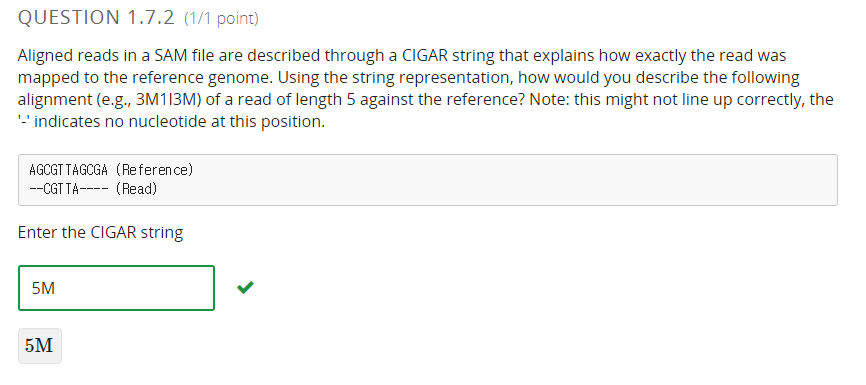 QUESTION 1.7.2 (1/1 point)
Aligned reads in a SAM file are described through a CIGAR string that explains how exactly the read was
mapped to the reference genome. Using the string representation, how would you describe the following
alignment (e.g., 3M1I3M) of a read of length 5 against the reference? Note: this might not line up correctly, the
'-' indicates no nucleotide at this position.
AGCGTTAGCGA (Reference)
--CGTTA---- (Read)
Enter the CIGAR string
5M
5M